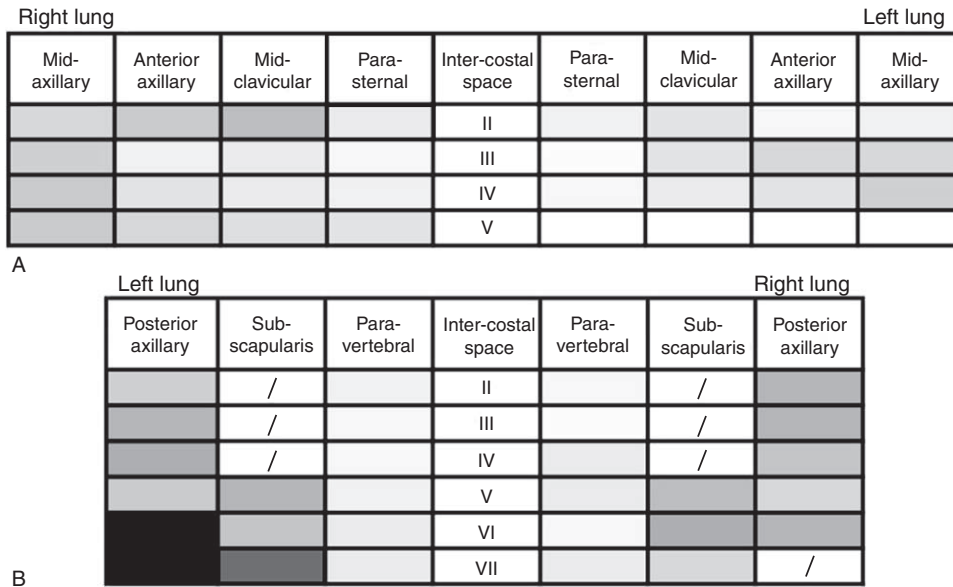 Right lung Left lung
Mid- Anterior Mid- Para- Inter-costal Para- Mid- Anterior Mid-
axillary axillary clavicular sternal space sternal clavicular axillary axillary
II
III
IV
V
A
Left lung Right lung
Posterior Sub- Para- Inter-costal Para- Sub- Posterior
axillary scapularis vertebral space vertebral scapularis axillary
/ II /
/ III /
/ IV /
V
VI
VII /
B